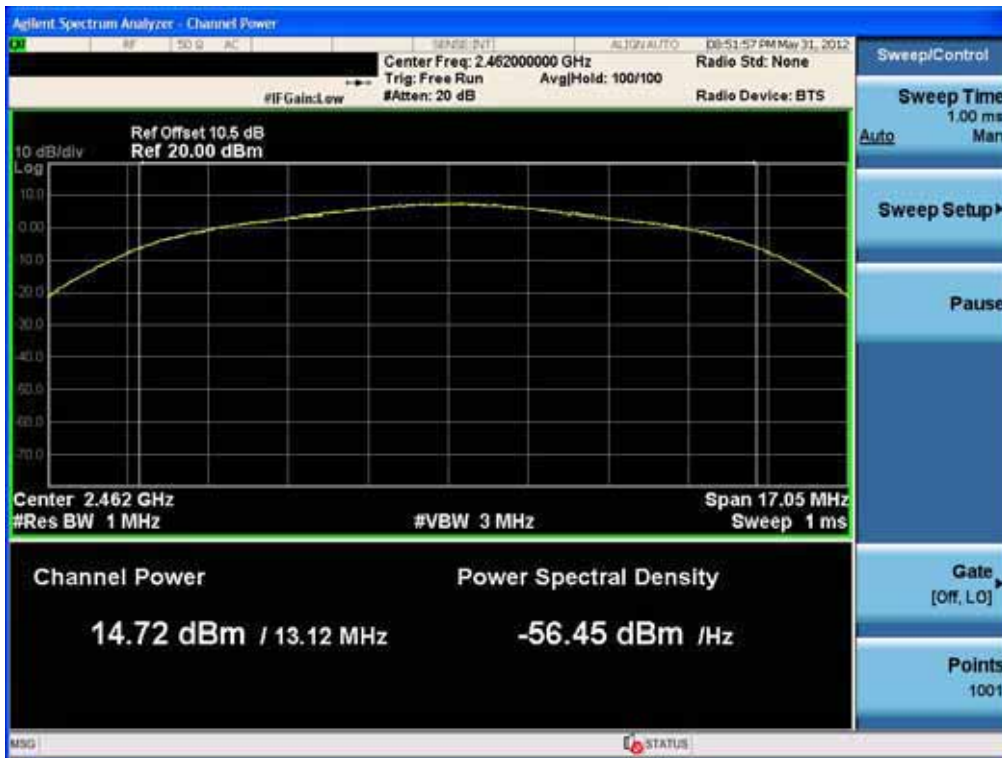 Agilent Spectrum Analyzer - Channel Power
RF 50 Ω AC SENSE:INT ALIGN AUTO 08:51:57 PM May 31, 2012
Center Freq: 2.462000000 GHz Radio Std: None
Trig: Free Run Avg|Hold: 100/100
#IFGain:Low #Atten: 20 dB Radio Device: BTS
Ref Offset 10.5 dB
10 dB/div Ref 20.00 dBm
Log
10.0
0.00
-10.0
-20.0
-30.0
-40.0
-50.0
-60.0
-70.0
Center 2.462 GHz Span 17.05 MHz
#Res BW 1 MHz #VBW 3 MHz Sweep 1 ms
Channel Power Power Spectral Density
14.72 dBm / 13.12 MHz -56.45 dBm /Hz
MSG STATUS
Sweep/Control
Sweep Time
1.00 ms
Auto Man
Sweep Setup
Pause
Gate
[Off, LO]
Points
1001